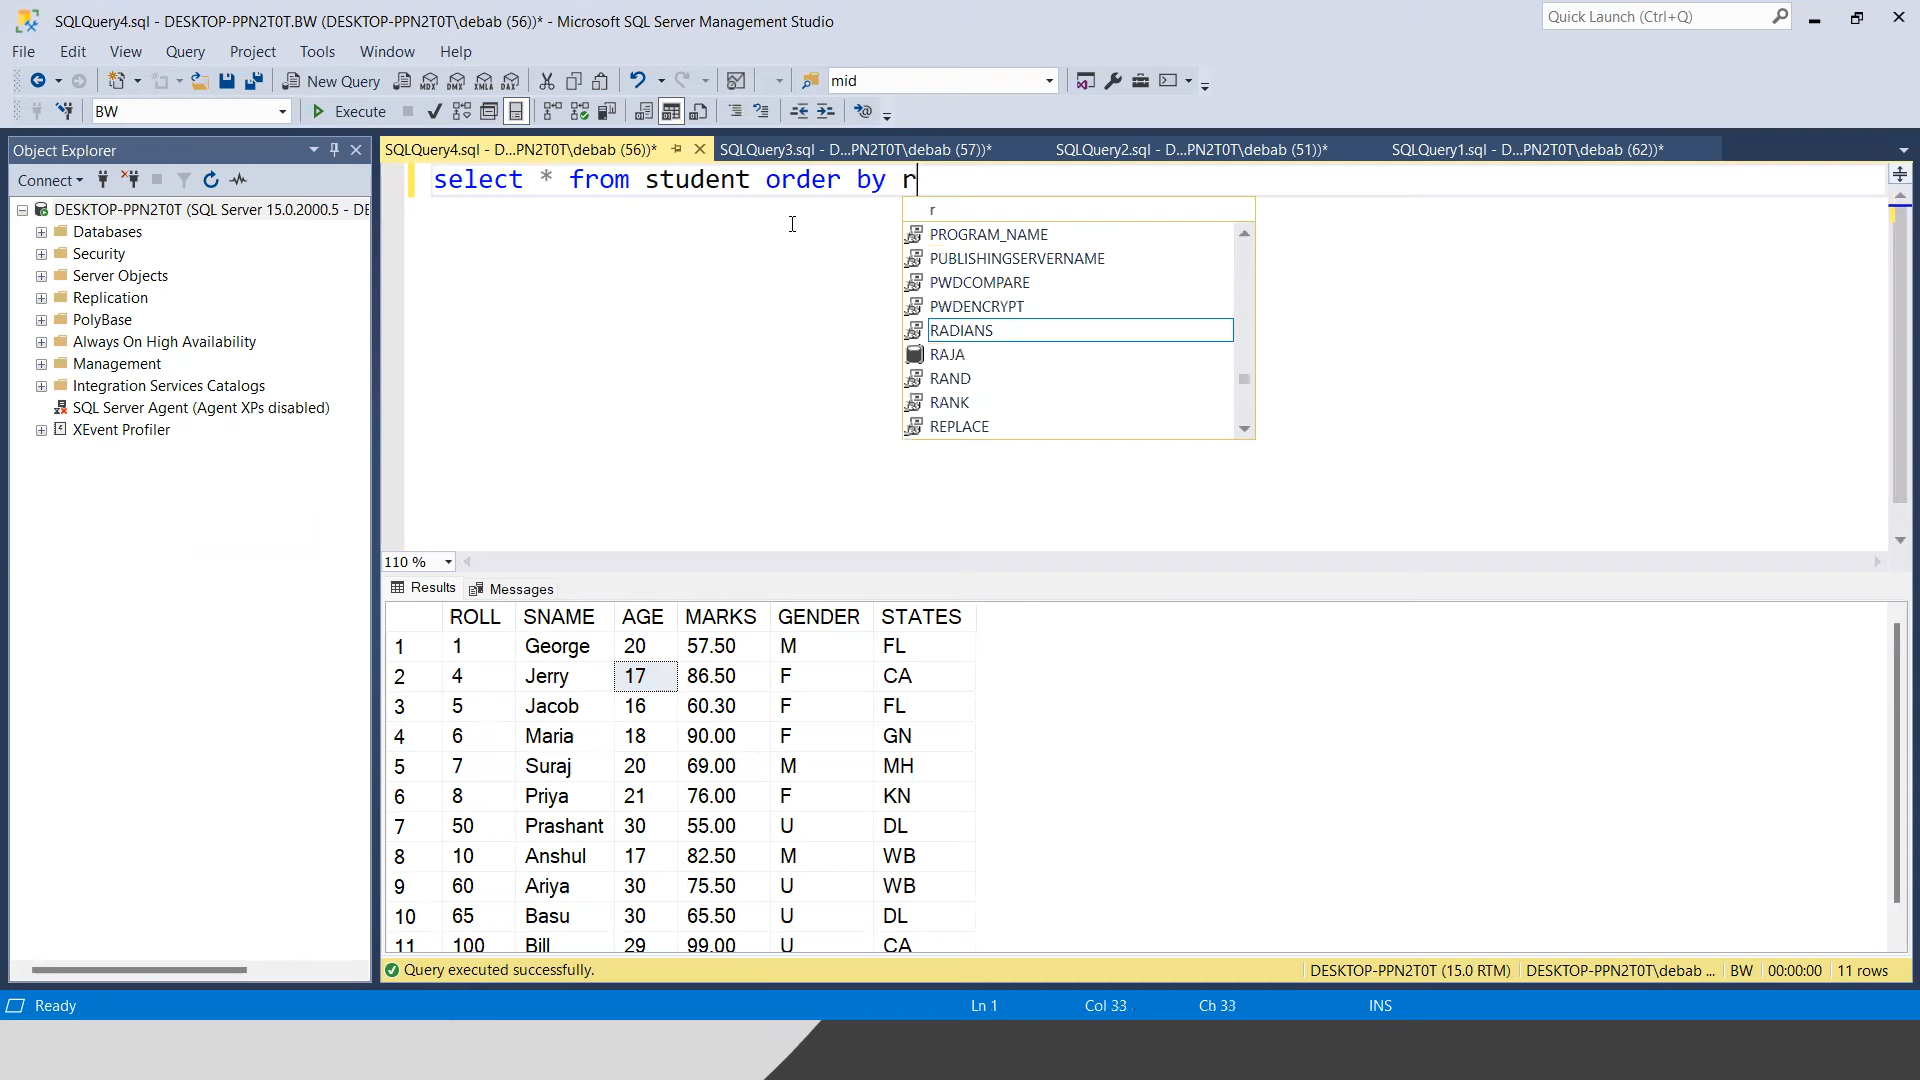 SQLQuery4.sql - DESKTOP-PPN2T0T.BW (DESKTOP-PPN2T0T\debab (56))* - Microsoft SQL Server Management Studio
Quick Launch (Ctrl+Q)
File Edit View Query Project Tools Window Help
New Query MDX DMX XMLA DAX mid
BW Execute
Object Explorer
SQLQuery4.sql - D...PN2T0T\debab (56))* SQLQuery3.sql - D...PN2T0T\debab (57))* SQLQuery2.sql - D...PN2T0T\debab (51))* SQLQuery1.sql - D...PN2T0T\debab (62))*
Connect
DESKTOP-PPN2T0T (SQL Server 15.0.2000.5 - DE
Databases
Security
Server Objects
Replication
PolyBase
Always On High Availability
Management
Integration Services Catalogs
SQL Server Agent (Agent XPs disabled)
XEvent Profiler
select * from student order by r
r
PROGRAM_NAME
PUBLISHINGSERVERNAME
PWDCOMPARE
PWDENCRYPT
RADIANS
RAJA
RAND
RANK
REPLACE
110 %
Results Messages
ROLL SNAME AGE MARKS GENDER STATES
1 1 George 20 57.50 M FL
2 4 Jerry 17 86.50 F CA
3 5 Jacob 16 60.30 F FL
4 6 Maria 18 90.00 F GN
5 7 Suraj 20 69.00 M MH
6 8 Priya 21 76.00 F KN
7 50 Prashant 30 55.00 U DL
8 10 Anshul 17 82.50 M WB
9 60 Ariya 30 75.50 U WB
10 65 Basu 30 65.50 U DL
11 100 Bill 29 99.00 U CA
Query executed successfully. DESKTOP-PPN2T0T (15.0 RTM) DESKTOP-PPN2T0T\debab ... BW 00:00:00 11 rows
Ready Ln 1 Col 33 Ch 33 INS